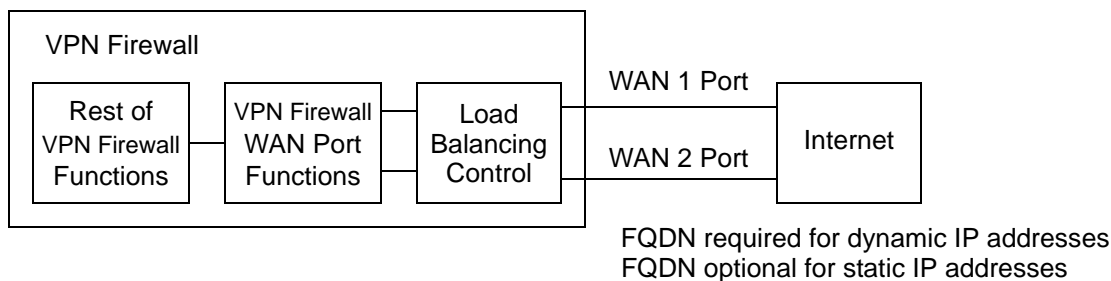 VPN Firewall
Rest of
VPN Firewall
Functions
VPN Firewall
WAN Port
Functions
Load
Balancing
Control
WAN 1 Port
WAN 2 Port
Internet
FQDN required for dynamic IP addresses
FQDN optional for static IP addresses